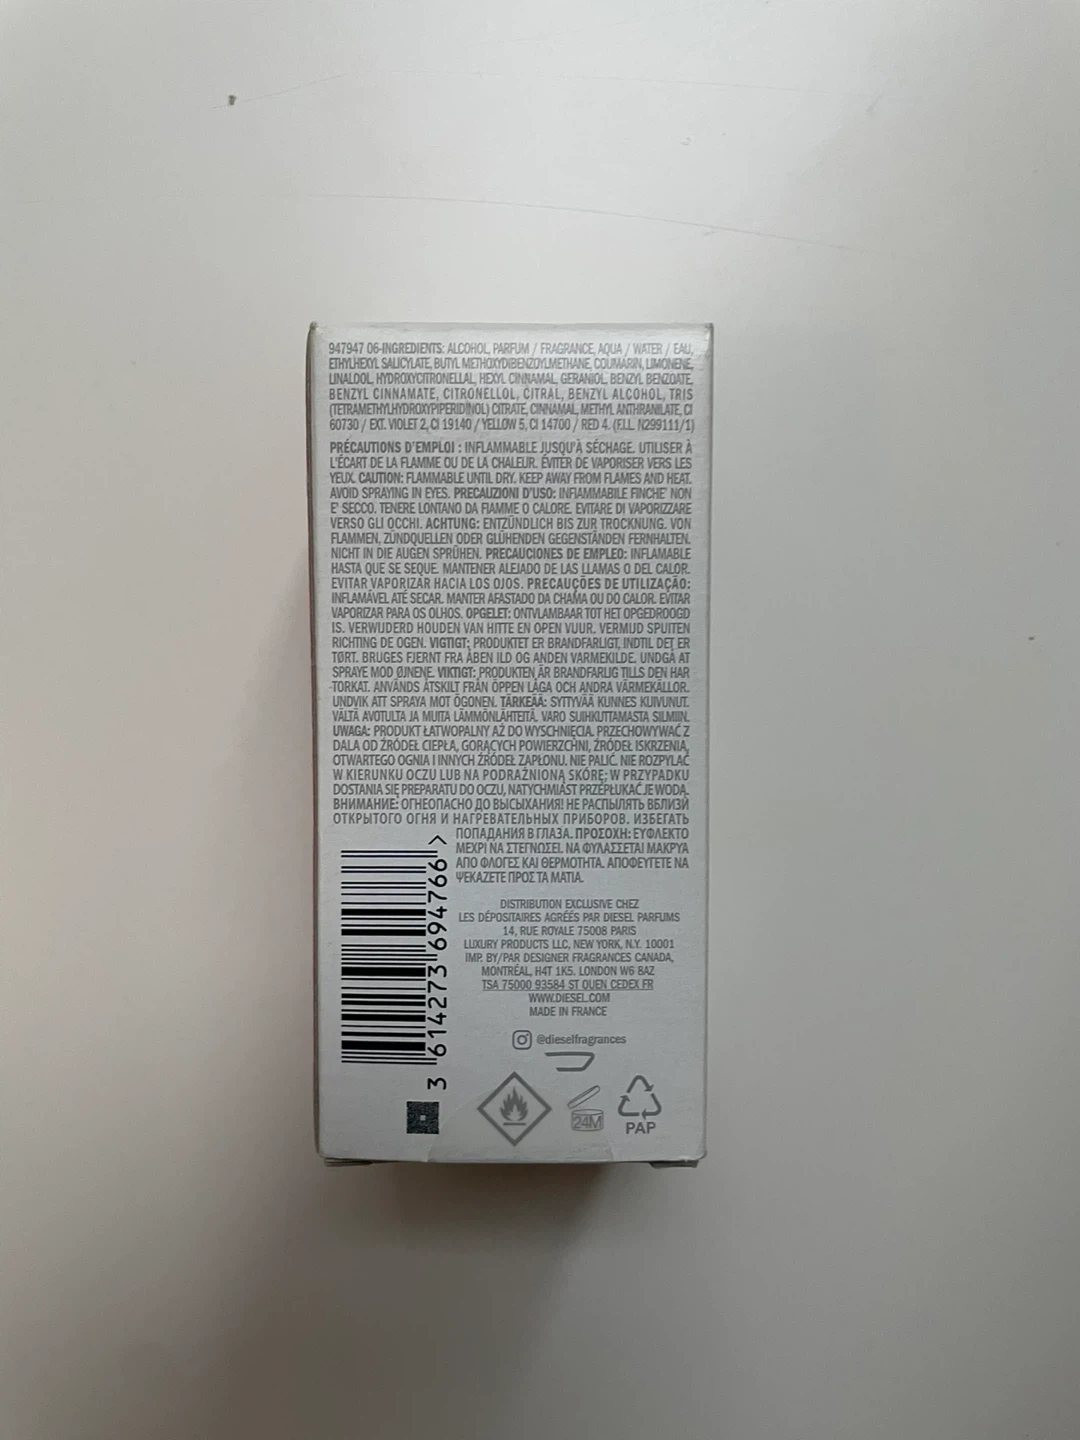 947947 06-INGREDIENTS: ALCOHOL, PARFUM / FRAGRANCE, AQUA / WATER / EAU,
ETHYLHEXYL SALICYLATE, BUTYL METHOXYDIBENZOYLMETHANE, COUMARIN, LIMONENE,
LINALOOL, HYDROXYCITRONELLAL, HEXYL CINNAMAL, GERANIOL, BENZYL BENZOATE,
BENZYL CINNAMATE, CITRONELLOL, CITRAL, BENZYL ALCOHOL, TRIS
(TETRAMETHYLHYDROXYPIPERIDINOL) CITRATE, CINNAMAL, METHYL ANTHRANILATE, CI
60730 / EXT. VIOLET 2, CI 19140 / YELLOW 5, CI 14700 / RED 4. (F.I.L. N299111/1)
PRÉCAUTIONS D'EMPLOI : INFLAMMABLE JUSQU'À SÉCHAGE. UTILISER À
L'ÉCART DE LA FLAMME OU DE LA CHALEUR. ÉVITER DE VAPORISER VERS LES
YEUX. CAUTION: FLAMMABLE UNTIL DRY. KEEP AWAY FROM FLAMES AND HEAT.
AVOID SPRAYING IN EYES. PRECAUZIONI D'USO: INFIAMMABILE FINCHE' NON
E' SECCO. TENERE LONTANO DA FIAMME O CALORE. EVITARE DI VAPORIZZARE
VERSO GLI OCCHI. ACHTUNG: ENTZÜNDLICH BIS ZUR TROCKNUNG. VON
FLAMMEN, ZÜNDQUELLEN ODER GLÜHENDEN GEGENSTÄNDEN FERNHALTEN.
NICHT IN DIE AUGEN SPRÜHEN. PRECAUCIONES DE EMPLEO: INFLAMABLE
HASTA QUE SE SEQUE. MANTENER ALEJADO DE LAS LLAMAS O DEL CALOR.
EVITAR VAPORIZAR HACIA LOS OJOS. PRECAUÇÕES DE UTILIZAÇÃO:
INFLAMÁVEL ATÉ SECAR. MANTER AFASTADO DA CHAMA OU DO CALOR. EVITAR
VAPORIZAR PARA OS OLHOS. OPGELET: ONTVLAMBAAR TOT HET OPGEDROOGD
IS. VERWIJDERD HOUDEN VAN HITTE EN OPEN VUUR. VERMIJD SPUITEN
RICHTING DE OGEN. VIGTIGT: PRODUKTET ER BRANDFARLIGT, INDTIL DET ER
TØRT. BRUGES FJERNT FRA ÅBEN ILD OG ANDEN VARMEKILDE. UNDGÅ AT
SPRAYE MOD ØJNENE. VIKTIGT: PRODUKTEN ÄR BRANDFARLIG TILLS DEN HAR
TORKAT. ANVÄNDS ÅTSKILT FRÅN ÖPPEN LÅGA OCH ANDRA VÄRMEKÄLLOR.
UNDVIK ATT SPRAYA MOT ÖGONEN. TÄRKEÄÄ: SYTTYVÄÄ KUNNES KUIVUNUT.
VÄLTÄ AVOTULTA JA MUITA LÄMMÖNLÄHTEITÄ. VARO SUIHKUTTAMASTA SILMIIN.
UWAGA: PRODUKT ŁATWOPALNY AŻ DO WYSCHNIĘCIA. PRZECHOWYWAĆ Z
DALA OD ŹRÓDEŁ CIEPŁA, GORĄCYCH POWIERZCHNI, ŹRÓDEŁ ISKRZENIA,
OTWARTEGO OGNIA I INNYCH ŹRÓDEŁ ZAPŁONU. NIE PALIĆ. NIE ROZPYLAĆ
W KIERUNKU OCZU LUB NA PODRAŻNIONĄ SKÓRĘ; W PRZYPADKU
DOSTANIA SIĘ PREPARATU DO OCZU, NATYCHMIAST PRZEPŁUKAĆ JE WODĄ.
ВНИМАНИЕ: ОГНЕОПАСНО ДО ВЫСЫХАНИЯ! НЕ РАСПЫЛЯТЬ ВБЛИЗИ
ОТКРЫТОГО ОГНЯ И НАГРЕВАТЕЛЬНЫХ ПРИБОРОВ. ИЗБЕГАТЬ
ПОПАДАНИЯ В ГЛАЗА. ΠΡΟΣΟΧΗ: ΕΥΦΛΕΚΤΟ
ΜΕΧΡΙ ΝΑ ΣΤΕΓΝΩΣΕΙ. ΝΑ ΦΥΛΑΣΣΕΤΑΙ ΜΑΚΡΥΑ
ΑΠΟ ΦΛΟΓΕΣ ΚΑΙ ΘΕΡΜΟΤΗΤΑ. ΑΠΟΦΕΥΓΕΤΕ ΝΑ
ΨΕΚΑΖΕΤΕ ΠΡΟΣ ΤΑ ΜΑΤΙΑ.
DISTRIBUTION EXCLUSIVE CHEZ
LES DÉPOSITAIRES AGRÉÉS PAR DIESEL PARFUMS
14, RUE ROYALE 75008 PARIS
LUXURY PRODUCTS LLC, NEW YORK, N.Y. 10001
IMP. BY/PAR DESIGNER FRAGRANCES CANADA,
MONTRÉAL, H4T 1K5. LONDON W6 8AZ
TSA 75000 93584 ST OUEN CEDEX FR
WWW.DIESEL.COM
MADE IN FRANCE
@dieselfragrances
3 614273 694766 >
24M
PAP